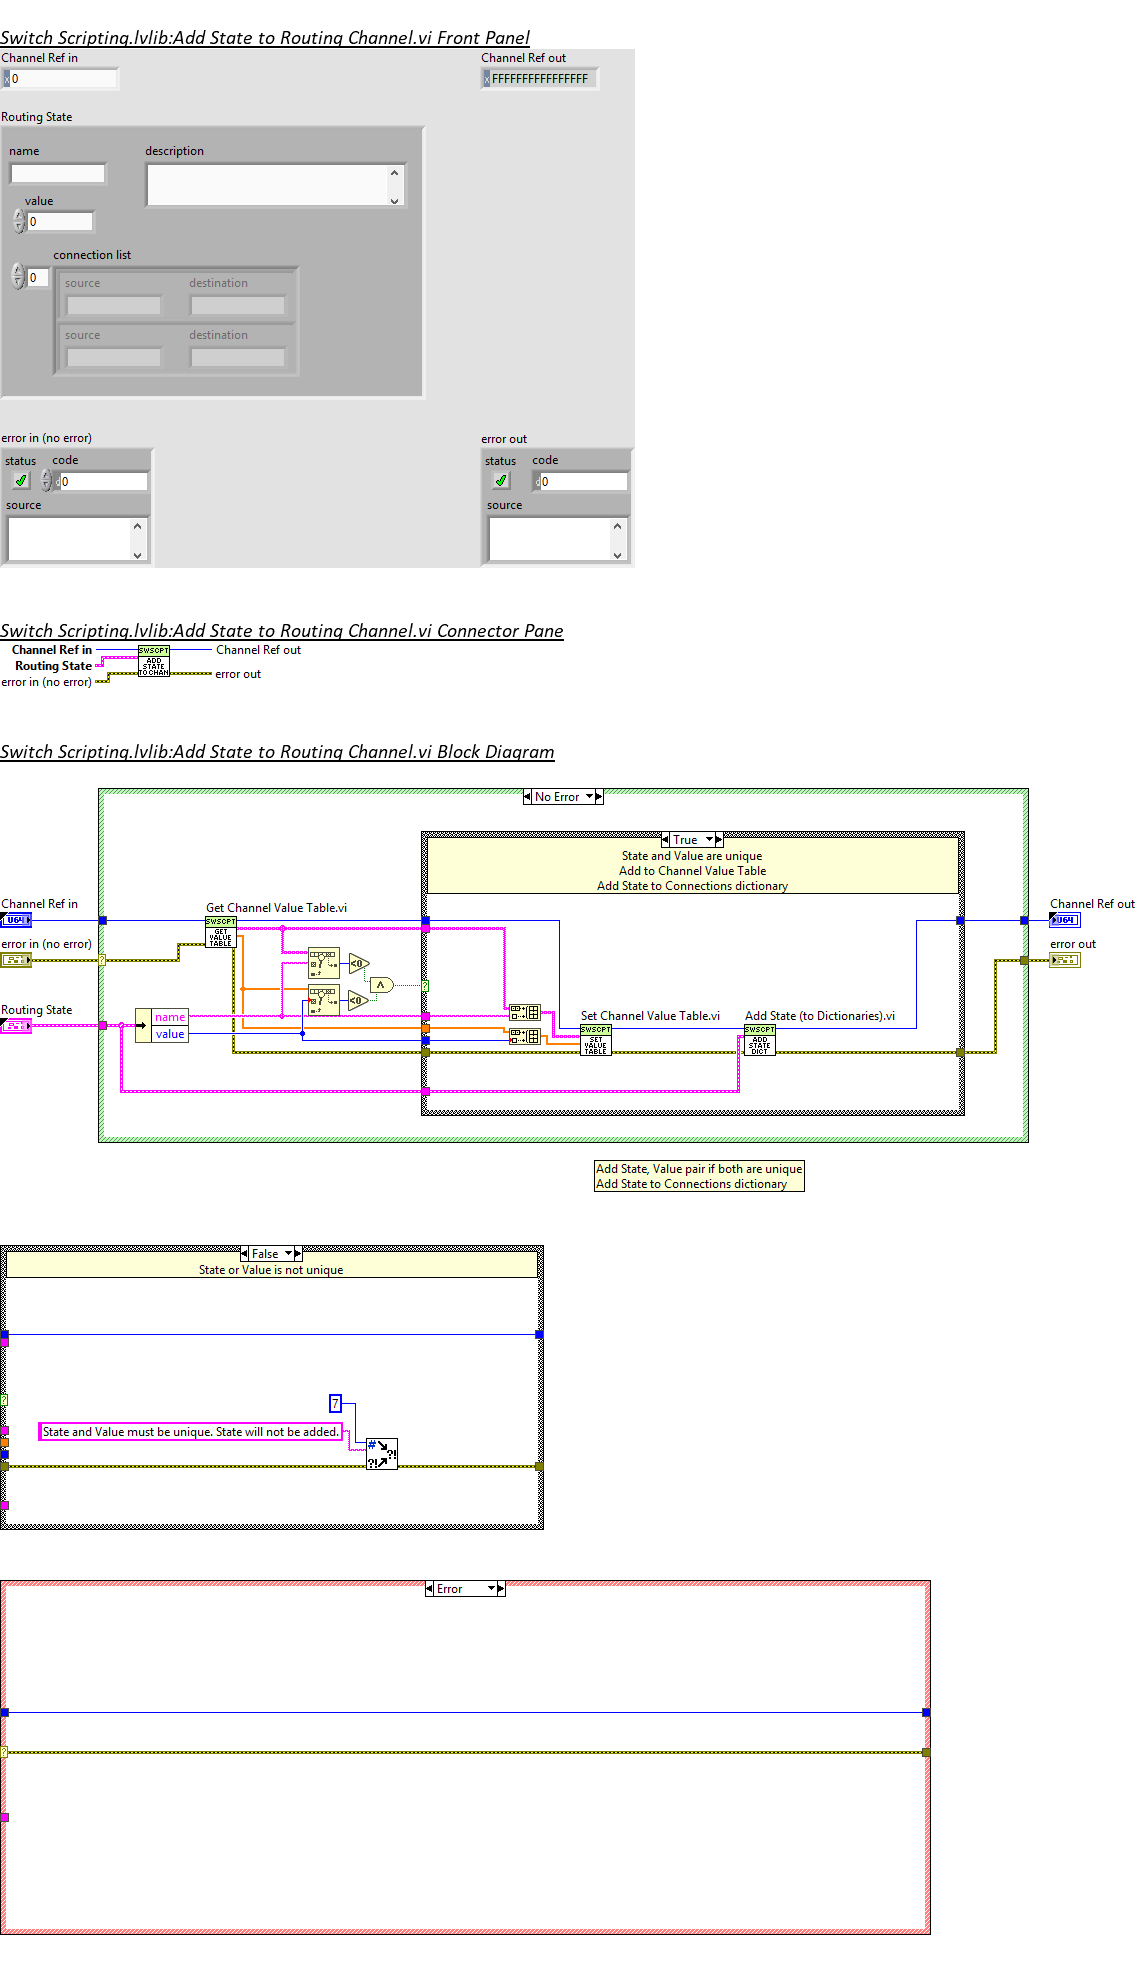 Switch Scripting.lvlib:Add State to Routing Channel.vi Front Panel
Channel Ref in
Channel Ref out
x 0
x FFFFFFFFFFFFFFFF
Routing State
name
description
value
0
connection list
0
source
destination
source
destination
error in (no error)
error out
status
code
status
code
d 0
d 0
source
source
Switch Scripting.lvlib:Add State to Routing Channel.vi Connector Pane
Channel Ref in
Routing State
error in (no error)
SWSCPT
ADD
STATE
TO CHAN
Channel Ref out
error out
Switch Scripting.lvlib:Add State to Routing Channel.vi Block Diagram
No Error
True
State and Value are unique
Add to Channel Value Table
Add State to Connections dictionary
Channel Ref in
U64
Get Channel Value Table.vi
SWSCPT
GET
VALUE
TABLE
Channel Ref out
U64
error in (no error)
?
error out
<0
<0
∧
?
Routing State
name
value
Set Channel Value Table.vi
SWSCPT
SET
VALUE
TABLE
Add State (to Dictionaries).vi
SWSCPT
ADD
STATE
DICT
Add State, Value pair if both are unique
Add State to Connections dictionary
False
State or Value is not unique
?
7
State and Value must be unique. State will not be added.
# ?!
?!
Error
?